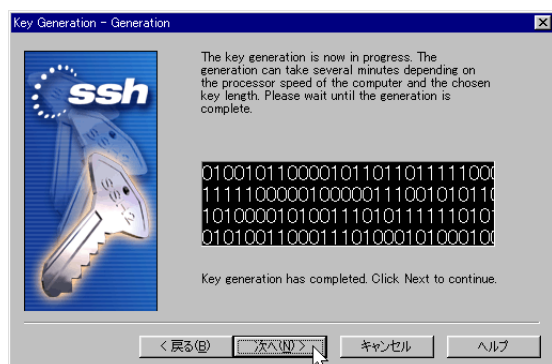 Key Generation - Generation
ssh
SSH2
The key generation is now in progress. The
generation can take several minutes depending on
the processor speed of the computer and the chosen
key length. Please wait until the generation is
complete.
0100101100001011011011111000
1111100000100000111001010110
1010000101001110101111110101
0101001100011101000101000100
Key generation has completed. Click Next to continue.
< 戻る(B)
次へ(N) >
キャンセル
ヘルプ